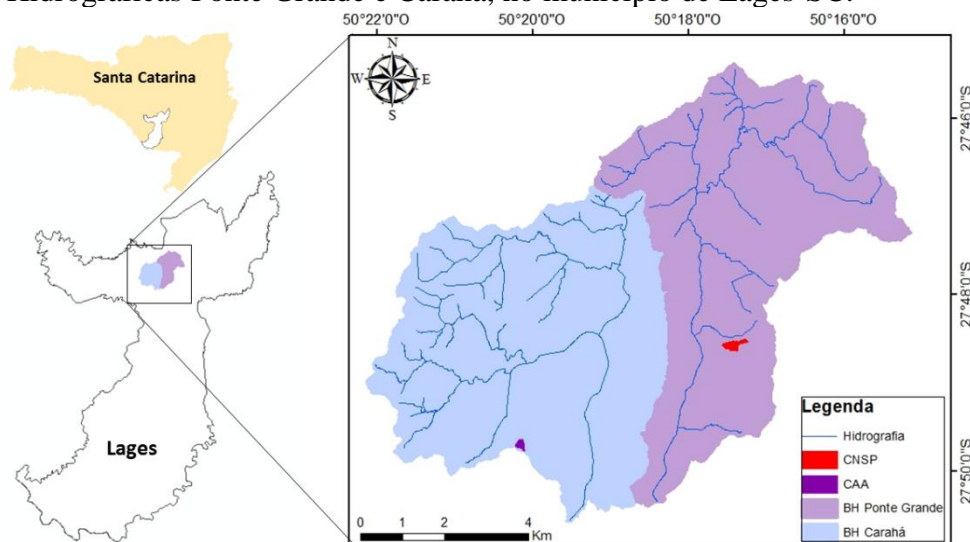 Hidrográficas Ponte Grande e Carahá, no município de Lages-SC.
50°22'0"W 50°20'0"W 50°18'0"W 50°16'0"W
Santa Catarina
N
W E
S
27°46'0"S
27°48'0"S
27°50'0"S
Lages
Legenda
Hidrografia
CNSP
CAA
BH Ponte Grande
BH Carahá
0 1 2 4
Km